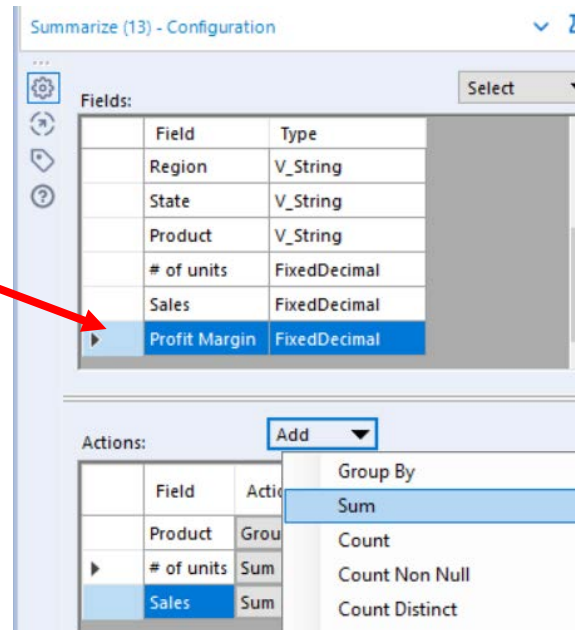 Summarize (13) - Configuration
Select
Fields:
Field Type
Region V_String
State V_String
Product V_String
# of units FixedDecimal
Sales FixedDecimal
Profit Margin FixedDecimal
Actions:
Add
Field Actio
Product Grou
# of units Sum
Sales Sum
Group By
Sum
Count
Count Non Null
Count Distinct